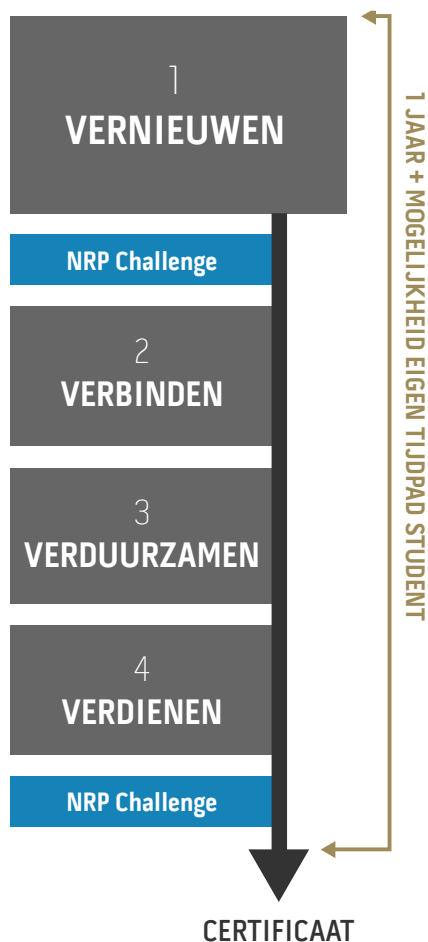 1
VERNIEUWEN
NRP Challenge
2
VERBINDEN
3
VERDUURZAMEN
4
VERDIENEN
NRP Challenge
CERTIFICAAT
1 JAAR + MOGELIJKHEID EIGEN TIJDPAD STUDENT